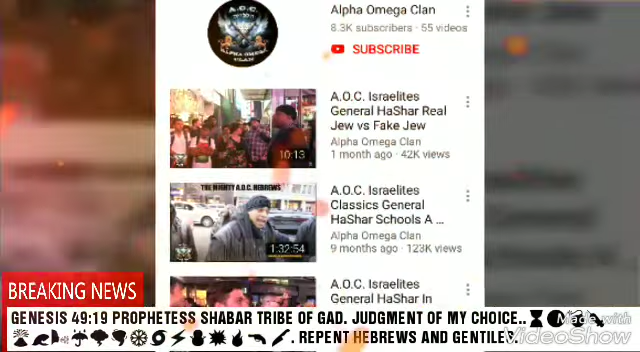 A.O.C.
ALPHA OMEGA
CLAN
Alpha Omega Clan
8.3K subscribers · 55 videos
SUBSCRIBE
A.O.C. Israelites
General HaShar Real
Jew vs Fake Jew
Alpha Omega Clan
1 month ago · 42K views
10:13
THE MIGHTY A.O.C. HEBREWS
A.O.C. Israelites
Classics General
HaShar Schools A ...
Alpha Omega Clan
9 months ago · 123K views
1:32:54
A.O.C. Israelites
General HaShar In
BREAKING NEWS
GENESIS 49:19 PROPHETESS SHABAR TRIBE OF GAD. JUDGMENT OF MY CHOICE..
. REPENT HEBREWS AND GENTILES.
Made with
VideoShow